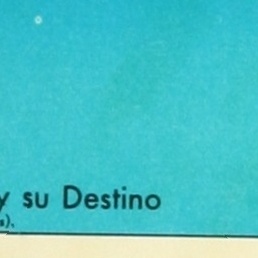 y su Destino
s).